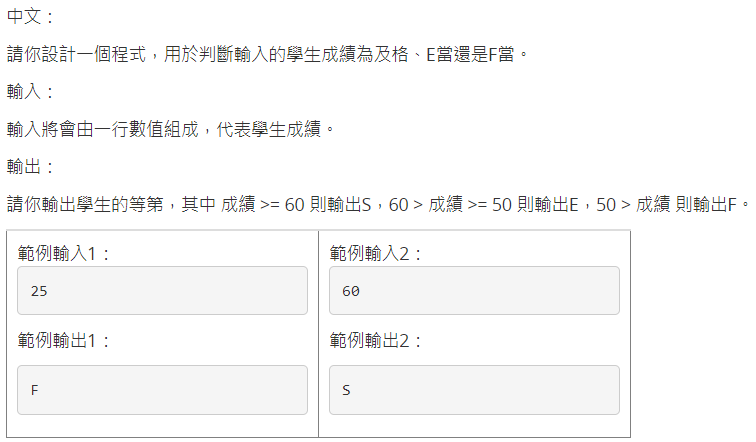 中文：
請你設計一個程式，用於判斷輸入的學生成績為及格、E當還是F當。
輸入：
輸入將會由一行數值組成，代表學生成績。
輸出：
請你輸出學生的等第，其中 成績 >= 60 則輸出S，60 > 成績 >= 50 則輸出E，50 > 成績 則輸出F。
範例輸入1：
25
範例輸出1：
F
範例輸入2：
60
範例輸出2：
S